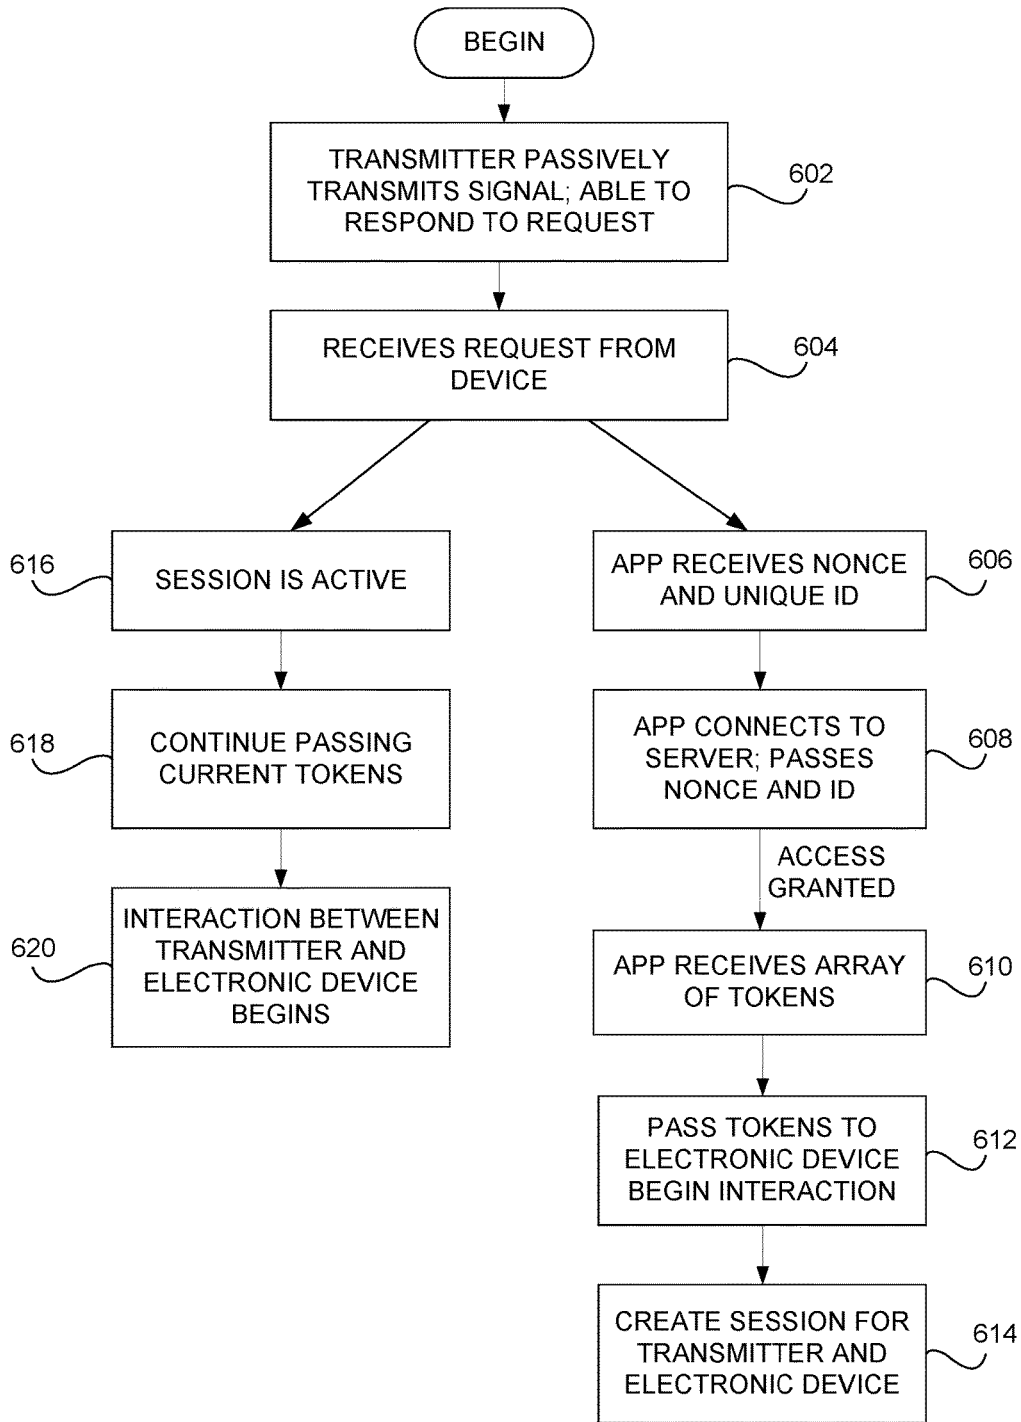 BEGIN
TRANSMITTER PASSIVELY
TRANSMITS SIGNAL; ABLE TO
RESPOND TO REQUEST
602
RECEIVES REQUEST FROM
DEVICE
604
616
SESSION IS ACTIVE
618
CONTINUE PASSING
CURRENT TOKENS
620
INTERACTION BETWEEN
TRANSMITTER AND
ELECTRONIC DEVICE
BEGINS
APP RECEIVES NONCE
AND UNIQUE ID
606
APP CONNECTS TO
SERVER; PASSES
NONCE AND ID
608
ACCESS
GRANTED
APP RECEIVES ARRAY
OF TOKENS
610
PASS TOKENS TO
ELECTRONIC DEVICE
BEGIN INTERACTION
612
CREATE SESSION FOR
TRANSMITTER AND
ELECTRONIC DEVICE
614